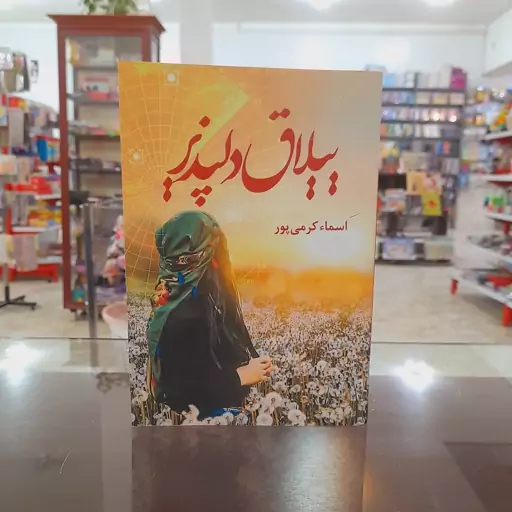 ییلاق دلپذیر
اسماء کرمی‌پور